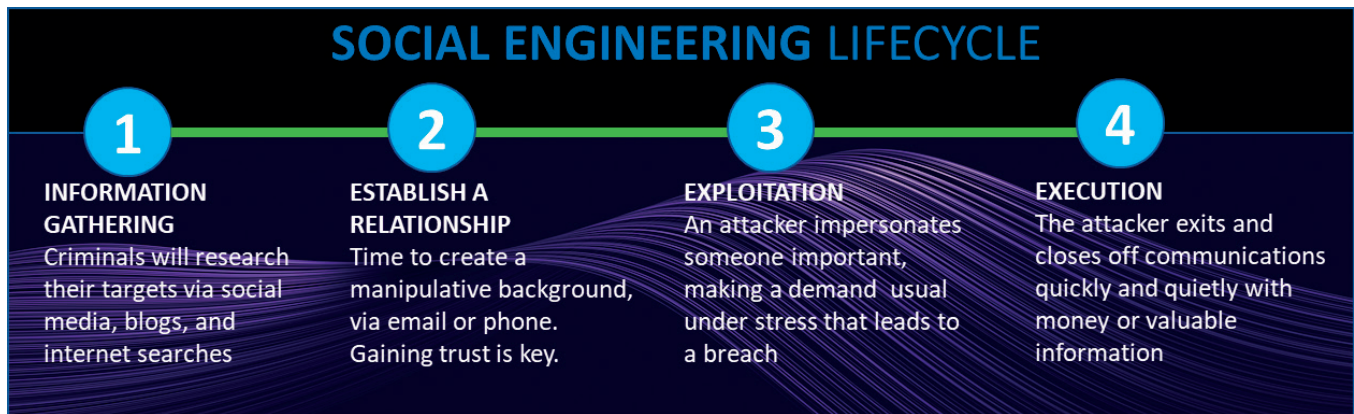 SOCIAL ENGINEERING LIFECYCLE
1
INFORMATION
GATHERING
Criminals will research
their targets via social
media, blogs, and
internet searches
2
ESTABLISH A
RELATIONSHIP
Time to create a
manipulative background,
via email or phone.
Gaining trust is key.
3
EXPLOITATION
An attacker impersonates
someone important,
making a demand  usual
under stress that leads to
a breach
4
EXECUTION
The attacker exits and
closes off communications
quickly and quietly with
money or valuable
information